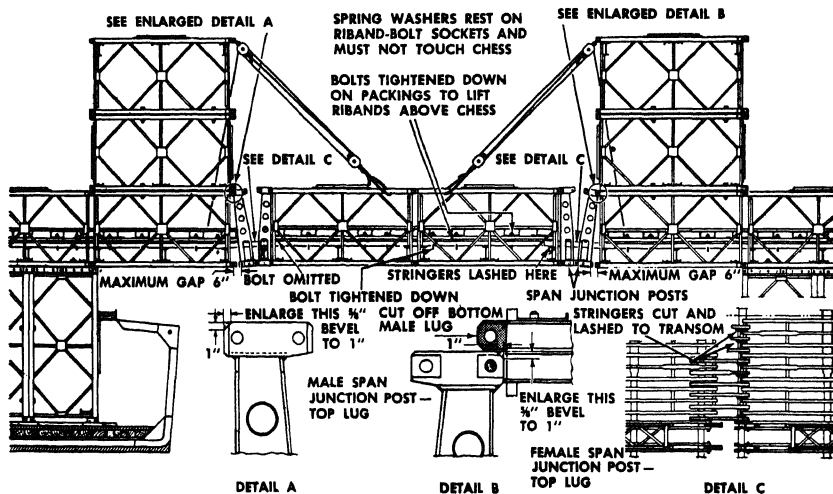 SEE ENLARGED DETAIL A
SPRING WASHERS REST ON
RIBAND-BOLT SOCKETS AND
MUST NOT TOUCH CHESS
SEE ENLARGED DETAIL B
BOLTS TIGHTENED DOWN
ON PACKINGS TO LIFT
RIBANDS ABOVE CHESS
SEE DETAIL C
SEE DETAIL C
MAXIMUM GAP 6"
BOLT OMITTED
STRINGERS LASHED HERE
MAXIMUM GAP 6"
BOLT TIGHTENED DOWN
SPAN JUNCTION POSTS
ENLARGE THIS ⅜"
BEVEL
TO 1"
1"
CUT OFF BOTTOM
MALE LUG
1"
STRINGERS CUT AND
LASHED TO TRANSOM
MALE SPAN
JUNCTION POST—
TOP LUG
ENLARGE THIS
⅜" BEVEL
TO 1"
FEMALE SPAN
JUNCTION POST—
TOP LUG
DETAIL A
DETAIL B
DETAIL C